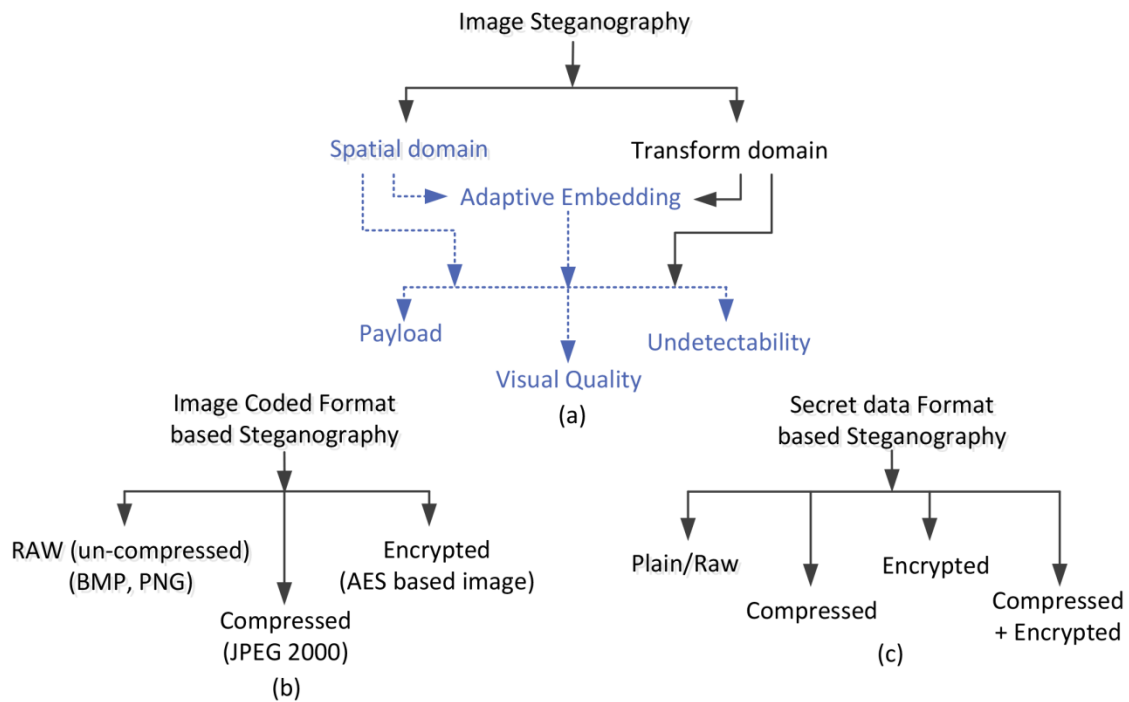 Image Steganography
Spatial domain
Transform domain
Adaptive Embedding
Payload
Undetectability
Visual Quality
(a)
Image Coded Format
based Steganography
RAW (un-compressed)
(BMP, PNG)
Compressed
(JPEG 2000)
Encrypted
(AES based image)
(b)
Secret data Format
based Steganography
Plain/Raw
Compressed
Encrypted
Compressed
+ Encrypted
(c)